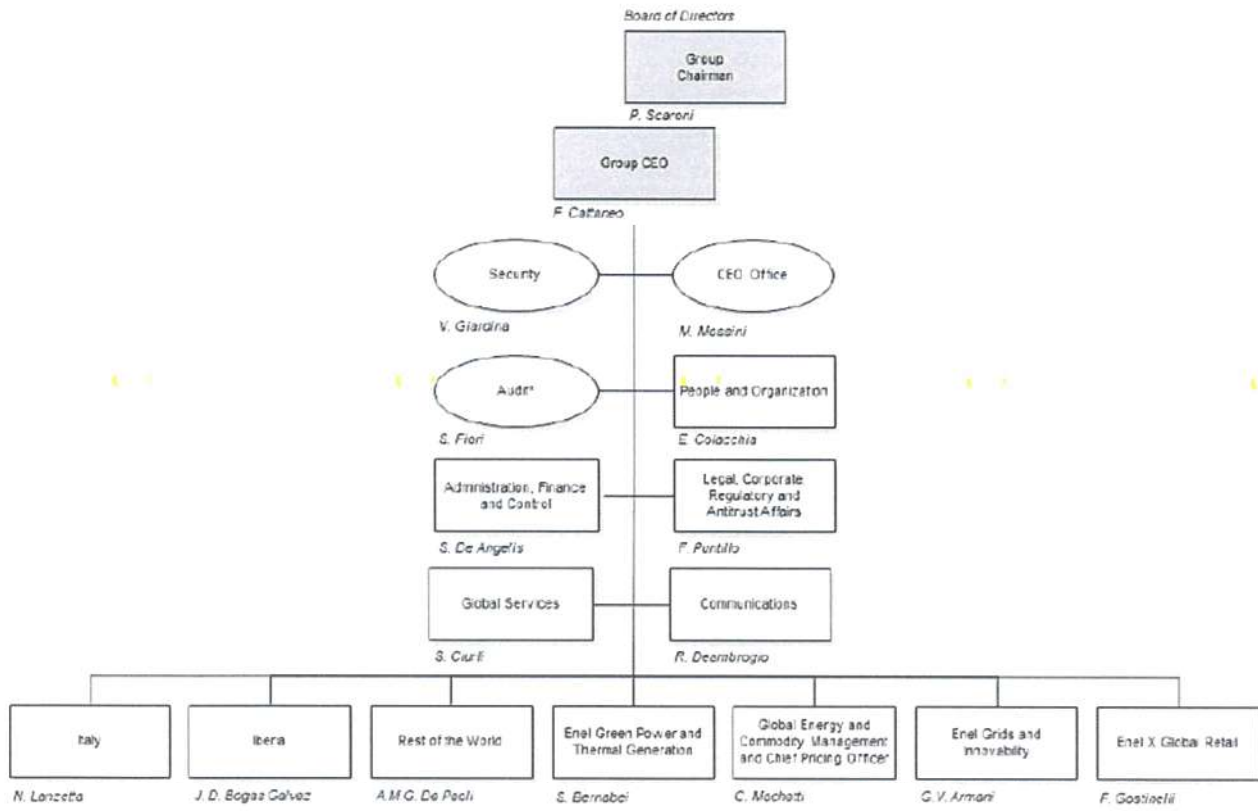 Board of Directors
Group
Chairman
P. Scaroni
Group CEO
F. Cattaneo
Security
CEO Office
V. Giardina
M. Mossini
Audit*
People and Organization
S. Fiori
E. Colacchia
Administration, Finance
and Control
Legal, Corporate
Regulatory and
Antitrust Affairs
S. De Angelis
F. Puntillo
Global Services
Communications
S. Ciurli
R. Deambrogio
Italy
Iberia
Rest of the World
Enel Green Power and
Thermal Generation
Global Energy and
Commodity Management
and Chief Pricing Officer
Enel Grids and
Innovability
Enel X Global Retail
N. Lanzetta
J. D. Bogas Galvez
A.M.G. De Paoli
S. Bernabei
C. Machetti
G.V. Armani
F. Gostinelli